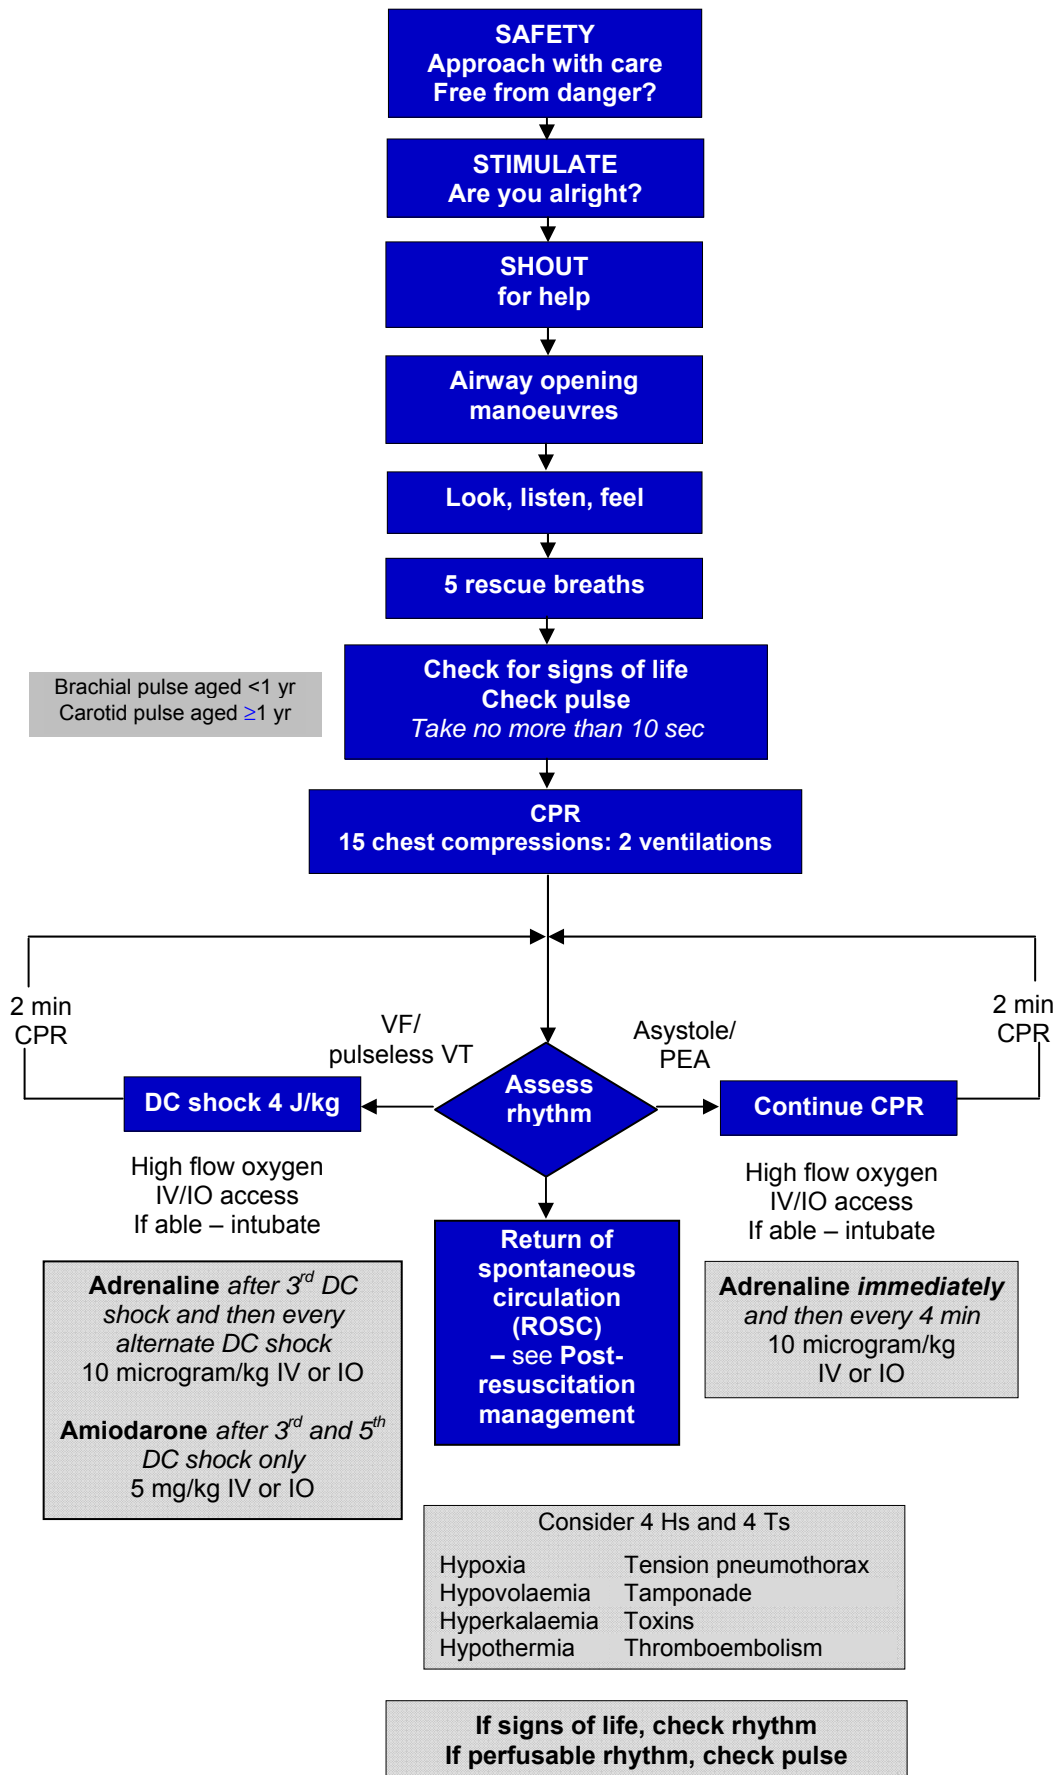 SAFETY
Approach with care
Free from danger?
STIMULATE
Are you alright?
SHOUT
for help
Airway opening
manoeuvres
Look, listen, feel
5 rescue breaths
Brachial pulse aged <1 yr
Carotid pulse aged ≥1 yr
Check for signs of life
Check pulse
Take no more than 10 sec
CPR
15 chest compressions: 2 ventilations
2 min
CPR
VF/
pulseless VT
Asystole/
PEA
2 min
CPR
DC shock 4 J/kg
Assess
rhythm
Continue CPR
High flow oxygen
IV/IO access
If able – intubate
High flow oxygen
IV/IO access
If able – intubate
Adrenaline after 3rd DC
shock and then every
alternate DC shock
10 microgram/kg IV or IO
Amiodarone after 3rd and 5th
DC shock only
5 mg/kg IV or IO
Return of
spontaneous
circulation
(ROSC)
– see Post-
resuscitation
management
Adrenaline immediately
and then every 4 min
10 microgram/kg
IV or IO
Consider 4 Hs and 4 Ts
Hypoxia Tension pneumothorax
Hypovolaemia Tamponade
Hyperkalaemia Toxins
Hypothermia Thromboembolism
If signs of life, check rhythm
If perfusable rhythm, check pulse